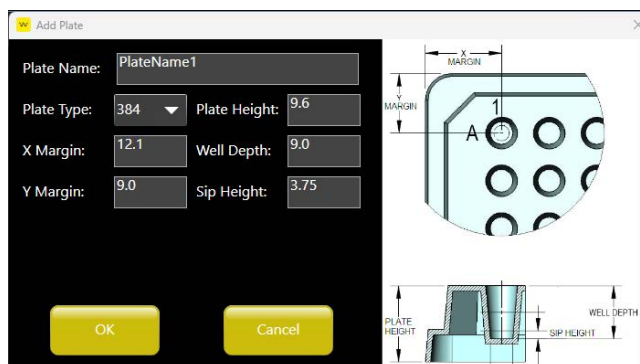 w Add Plate
Plate Name: PlateName1
Plate Type: 384 Plate Height: 9.6
X Margin: 12.1 Well Depth: 9.0
Y Margin: 9.0 Sip Height: 3.75
OK Cancel
X
MARGIN
Y
MARGIN
1
A
PLATE
HEIGHT
WELL DEPTH
SIP HEIGHT